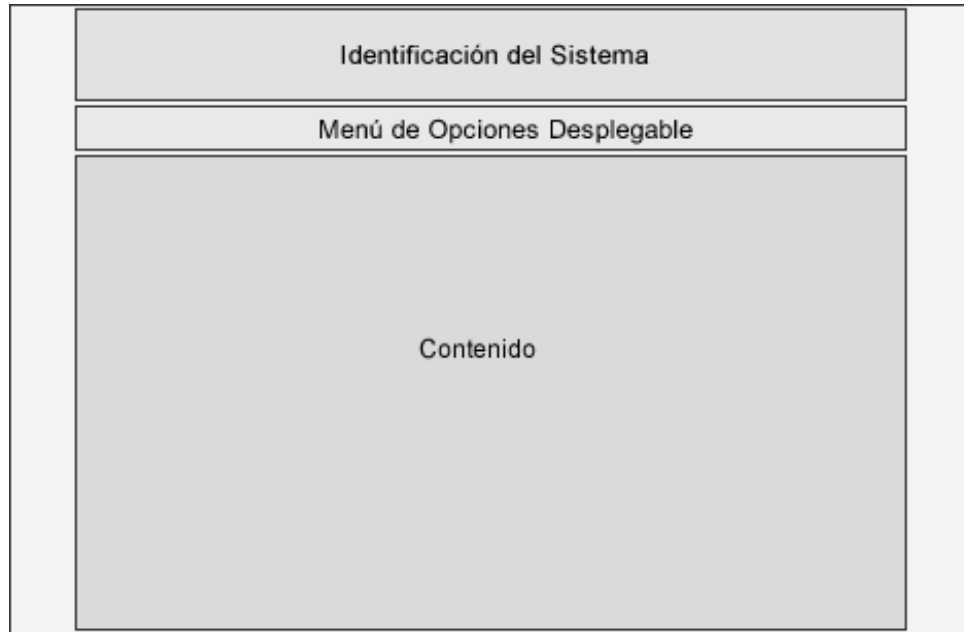 Identificación del Sistema
Menú de Opciones Desplegable
Contenido